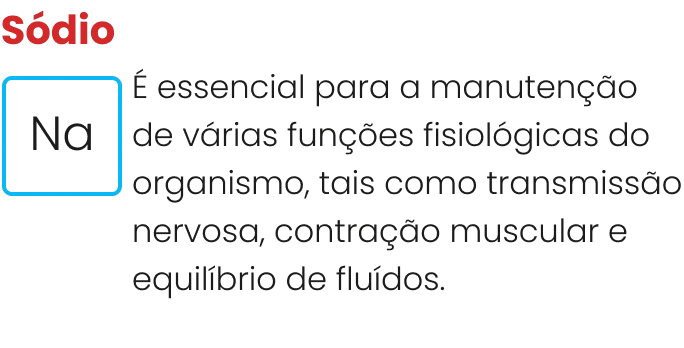 Sódio
Na
É essencial para a manutenção
de várias funções fisiológicas do
organismo, tais como transmissão
nervosa, contração muscular e
equilíbrio de fluídos.